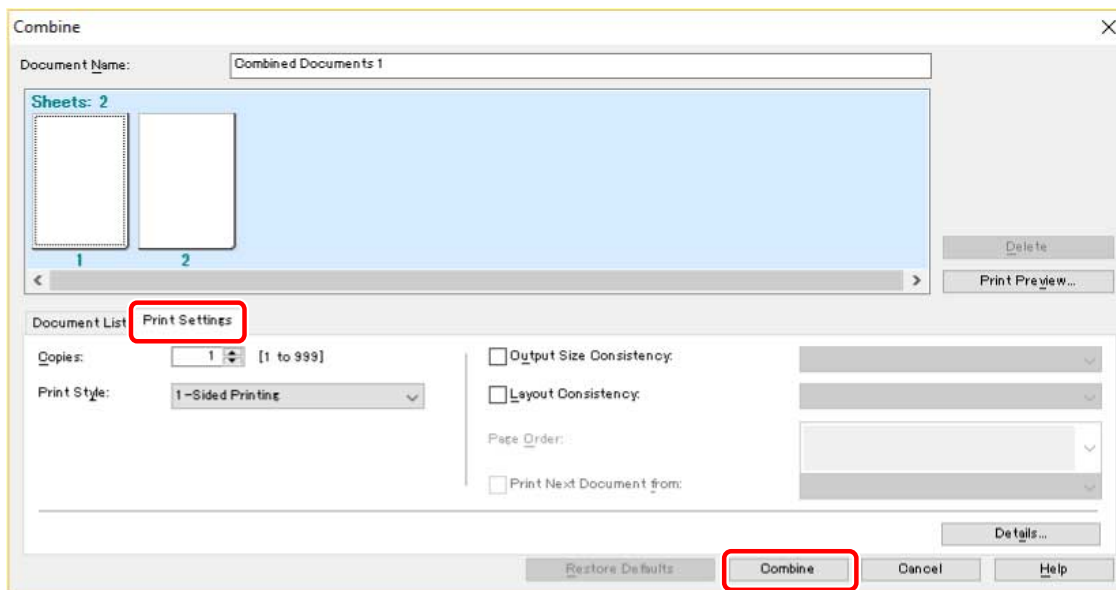 Combine
Document Name: Combined Documents 1
Sheets: 2
1 2
Delete
Print Preview...
Document List Print Settings
Copies: 1 [1 to 999]
Output Size Consistency:
Print Style: 1-Sided Printing
Layout Consistency:
Page Order:
Print Next Document from:
Details...
Restore Defaults Combine Cancel Help